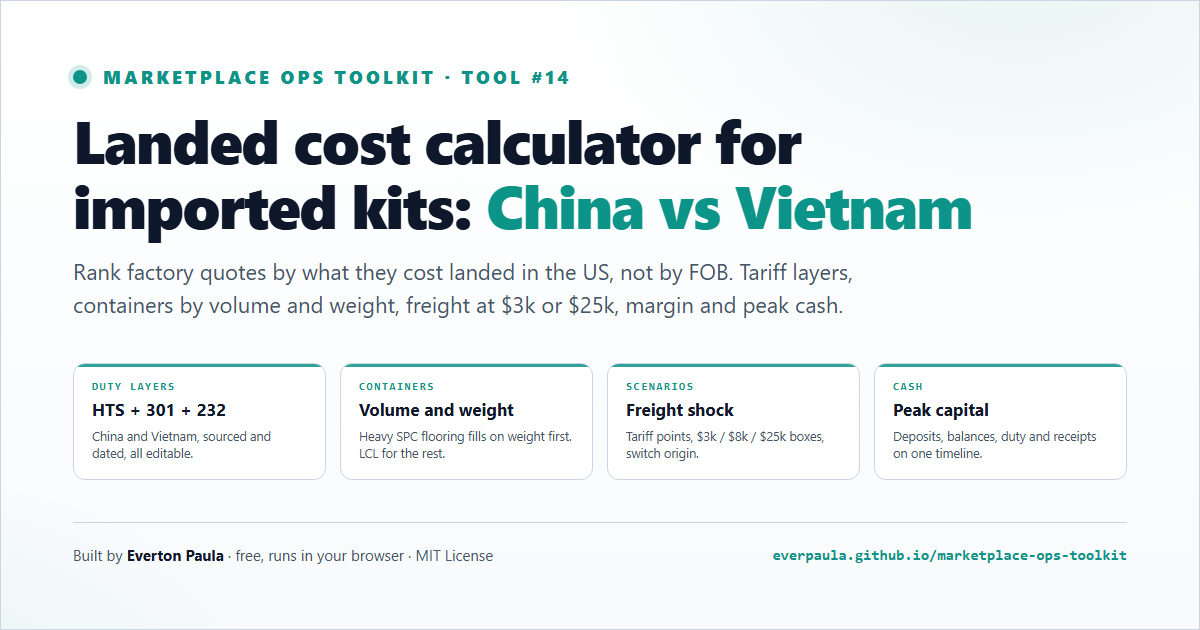 MARKETPLACE OPS TOOLKIT · TOOL #14
Landed cost calculator for
imported kits: China vs Vietnam
Rank factory quotes by what they cost landed in the US, not by FOB. Tariff layers,
containers by volume and weight, freight at $3k or $25k, margin and peak cash.
DUTY LAYERS
HTS + 301 + 232
China and Vietnam, sourced and
dated, all editable.
CONTAINERS
Volume and weight
Heavy SPC flooring fills on weight first.
LCL for the rest.
SCENARIOS
Freight shock
Tariff points, $3k / $8k / $25k boxes,
switch origin.
CASH
Peak capital
Deposits, balances, duty and receipts
on one timeline.
Built by Everton Paula · free, runs in your browser · MIT License
everpaula.github.io/marketplace-ops-toolkit